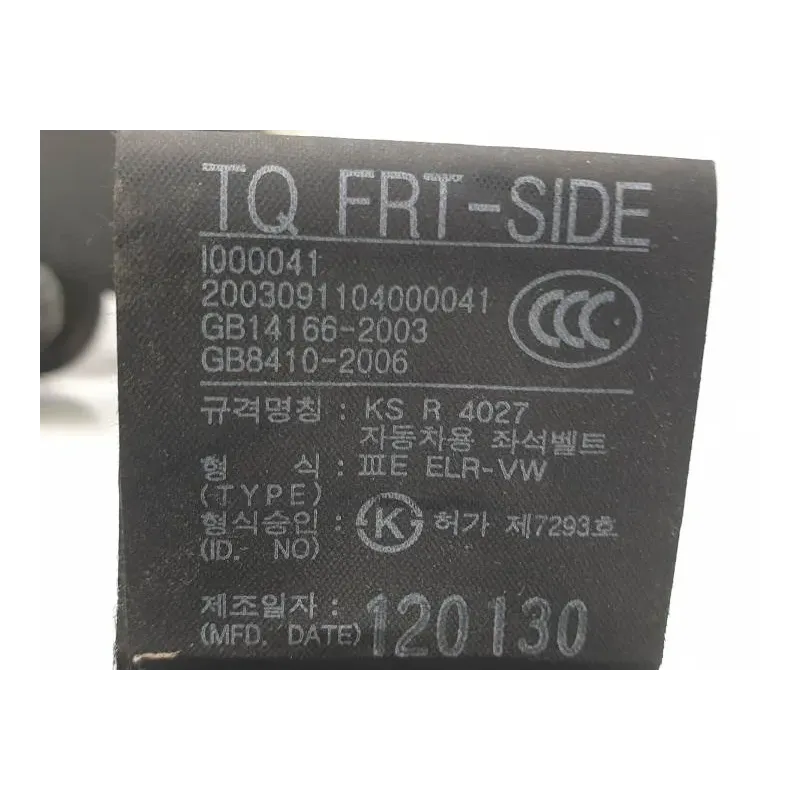 TQ FRT-SIDE
I000041
2003091104000041
GB14166-2003
GB8410-2006
CCC
규격명칭 : KS R 4027
자동차용 좌석벨트
형 식 : ⅢE ELR-VW
(TYPE)
형식승인 : K 허가 제7293호
(ID.- NO)
제조일자 : 120130
(MFD. DATE)